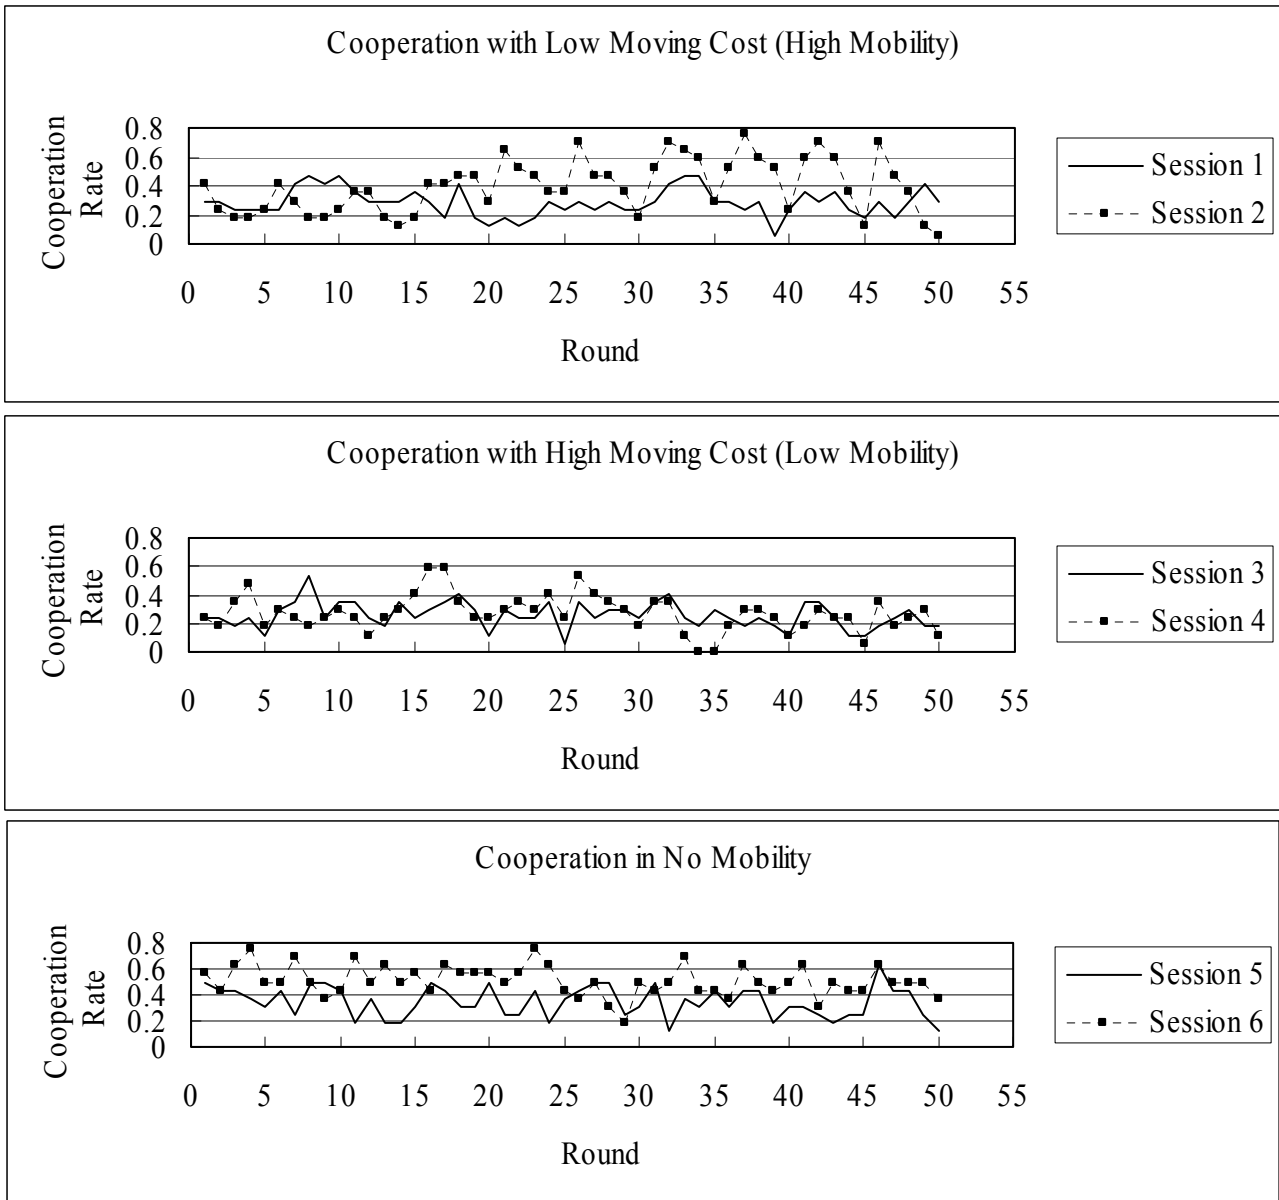 Cooperation with Low Moving Cost (High Mobility)
Cooperation
Rate
0.8
0.6
0.4
0.2
0
0 5 10 15 20 25 30 35 40 45 50 55
Round
Session 1
Session 2
Cooperation with High Moving Cost (Low Mobility)
Cooperation
Rate
0.8
0.6
0.4
0.2
0
0 5 10 15 20 25 30 35 40 45 50 55
Round
Session 3
Session 4
Cooperation in No Mobility
Cooperation
Rate
0.8
0.6
0.4
0.2
0
0 5 10 15 20 25 30 35 40 45 50 55
Round
Session 5
Session 6